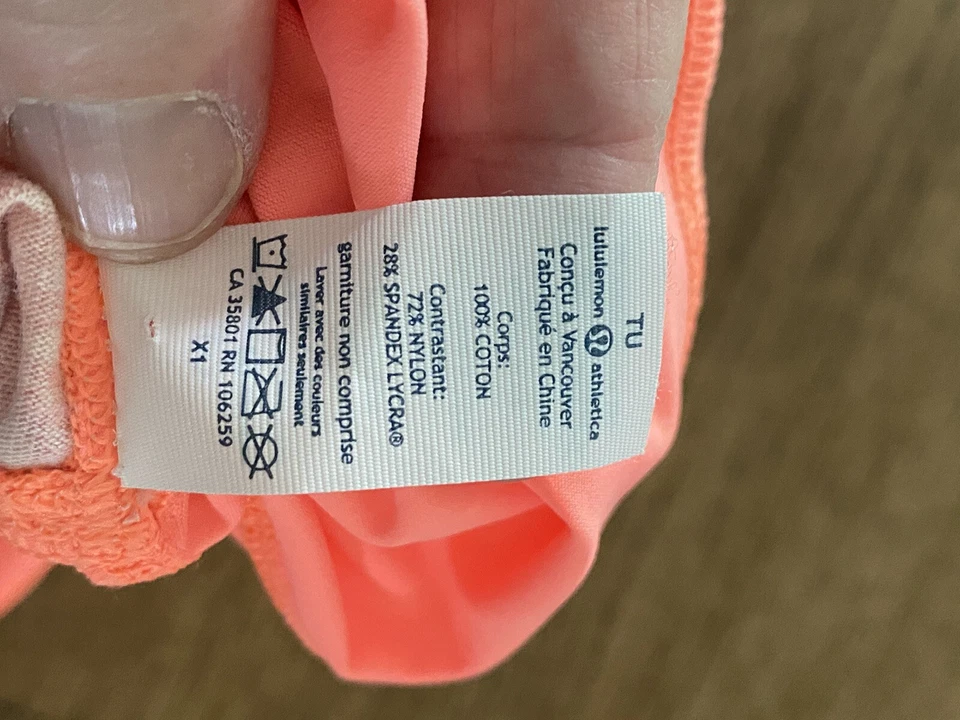 TU
lululemon athletica
Conçu à Vancouver
Fabriqué en Chine
Corps:
100% COTON
Contrastant:
72% NYLON
28% SPANDEX LYCRA®
garniture non comprise
Laver avec des couleurs
similaires seulement
CA 35801 RN 106259
X1